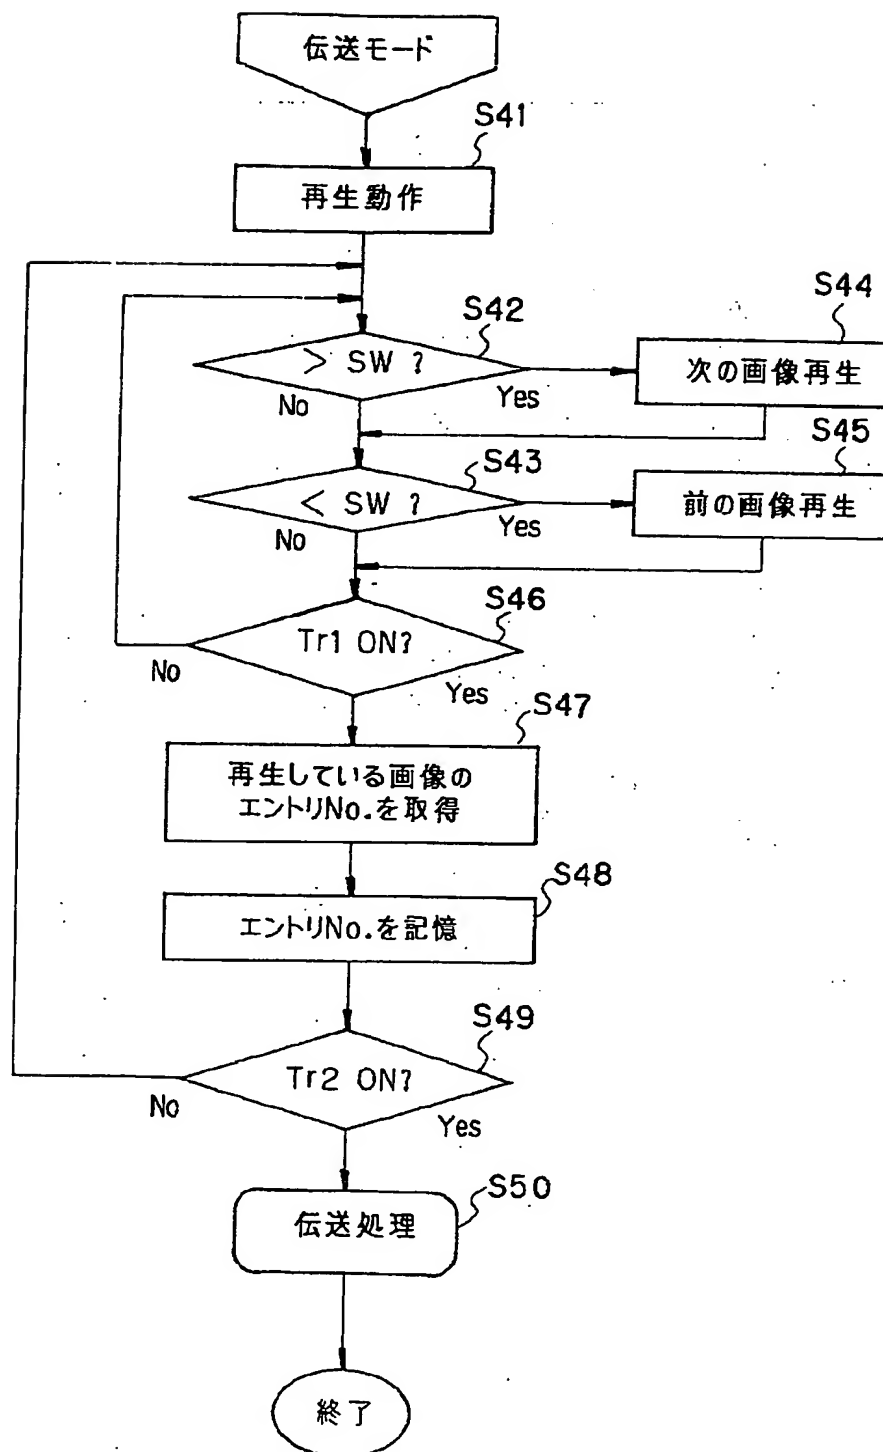 伝送モード
S41
再生動作
S42
> SW ?
No
Yes
S44
次の画像再生
S43
< SW ?
No
Yes
S45
前の画像再生
S46
Tr1 ON?
No
Yes
S47
再生している画像の
エントリNo.を取得
S48
エントリNo.を記憶
S49
Tr2 ON?
No
Yes
S50
伝送処理
終了